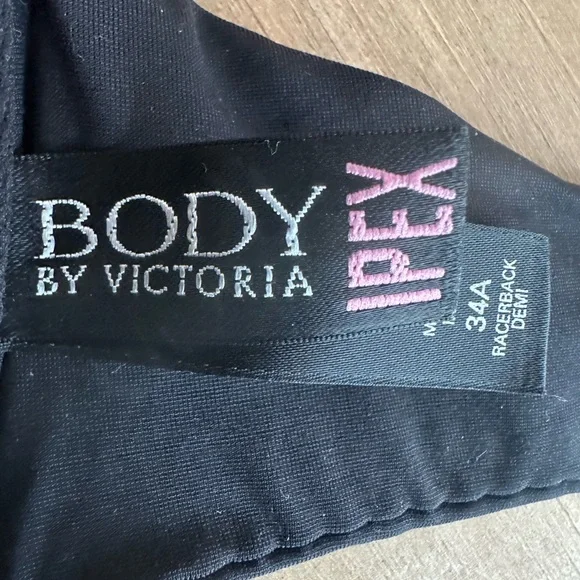 BODY
BY VICTORIA
IPEX
34A
RACERBACK
DEMI